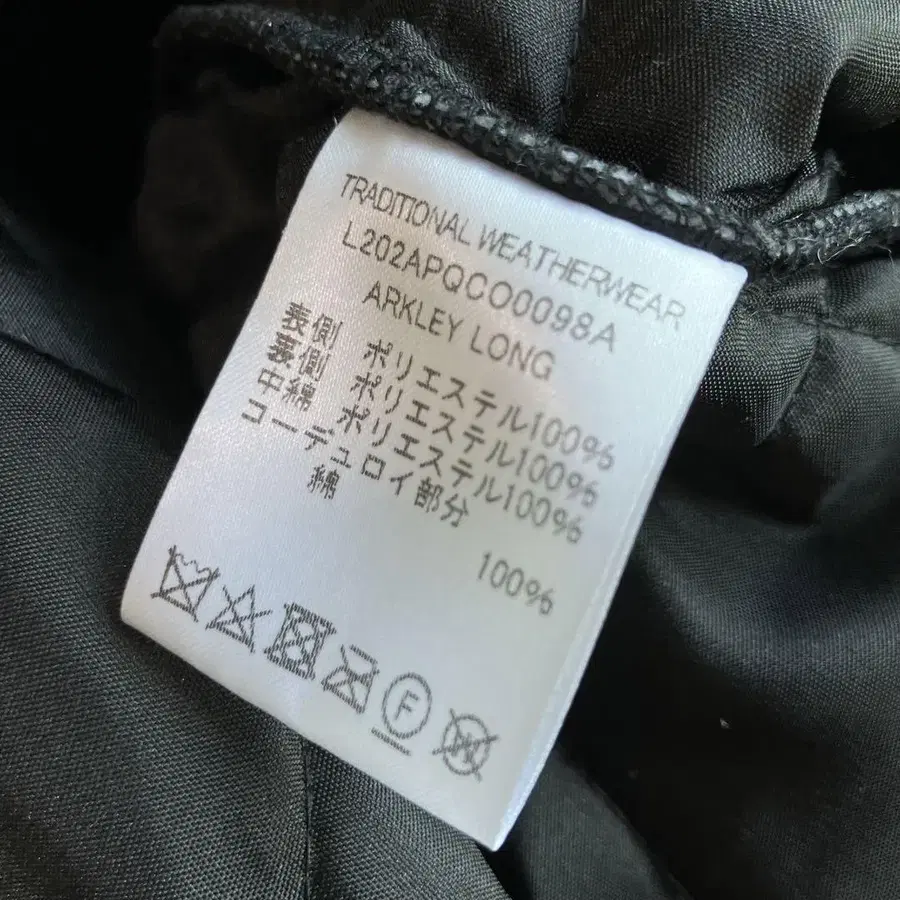 TRADITIONAL WEATHERWEAR
L202APQCO0098A
ARKLEY LONG
表側 ポリエステル100%
裏側 ポリエステル100%
中綿 ポリエステル100%
コーデュロイ部分
綿 100%
F
W